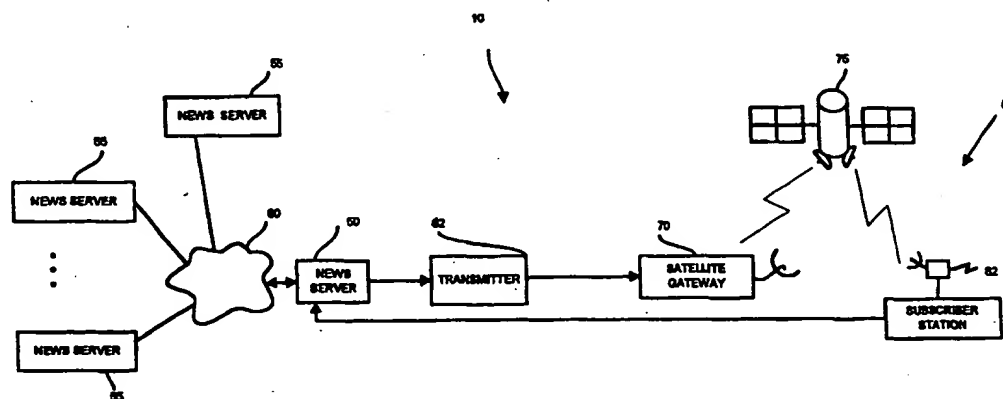 10
55
NEWS SERVER
75
55
NEWS SERVER
60
50
62
70
NEWS
SERVER
TRANSMITTER
SATELLITE
GATEWAY
82
SUBSCRIBER
STATION
NEWS SERVER
55